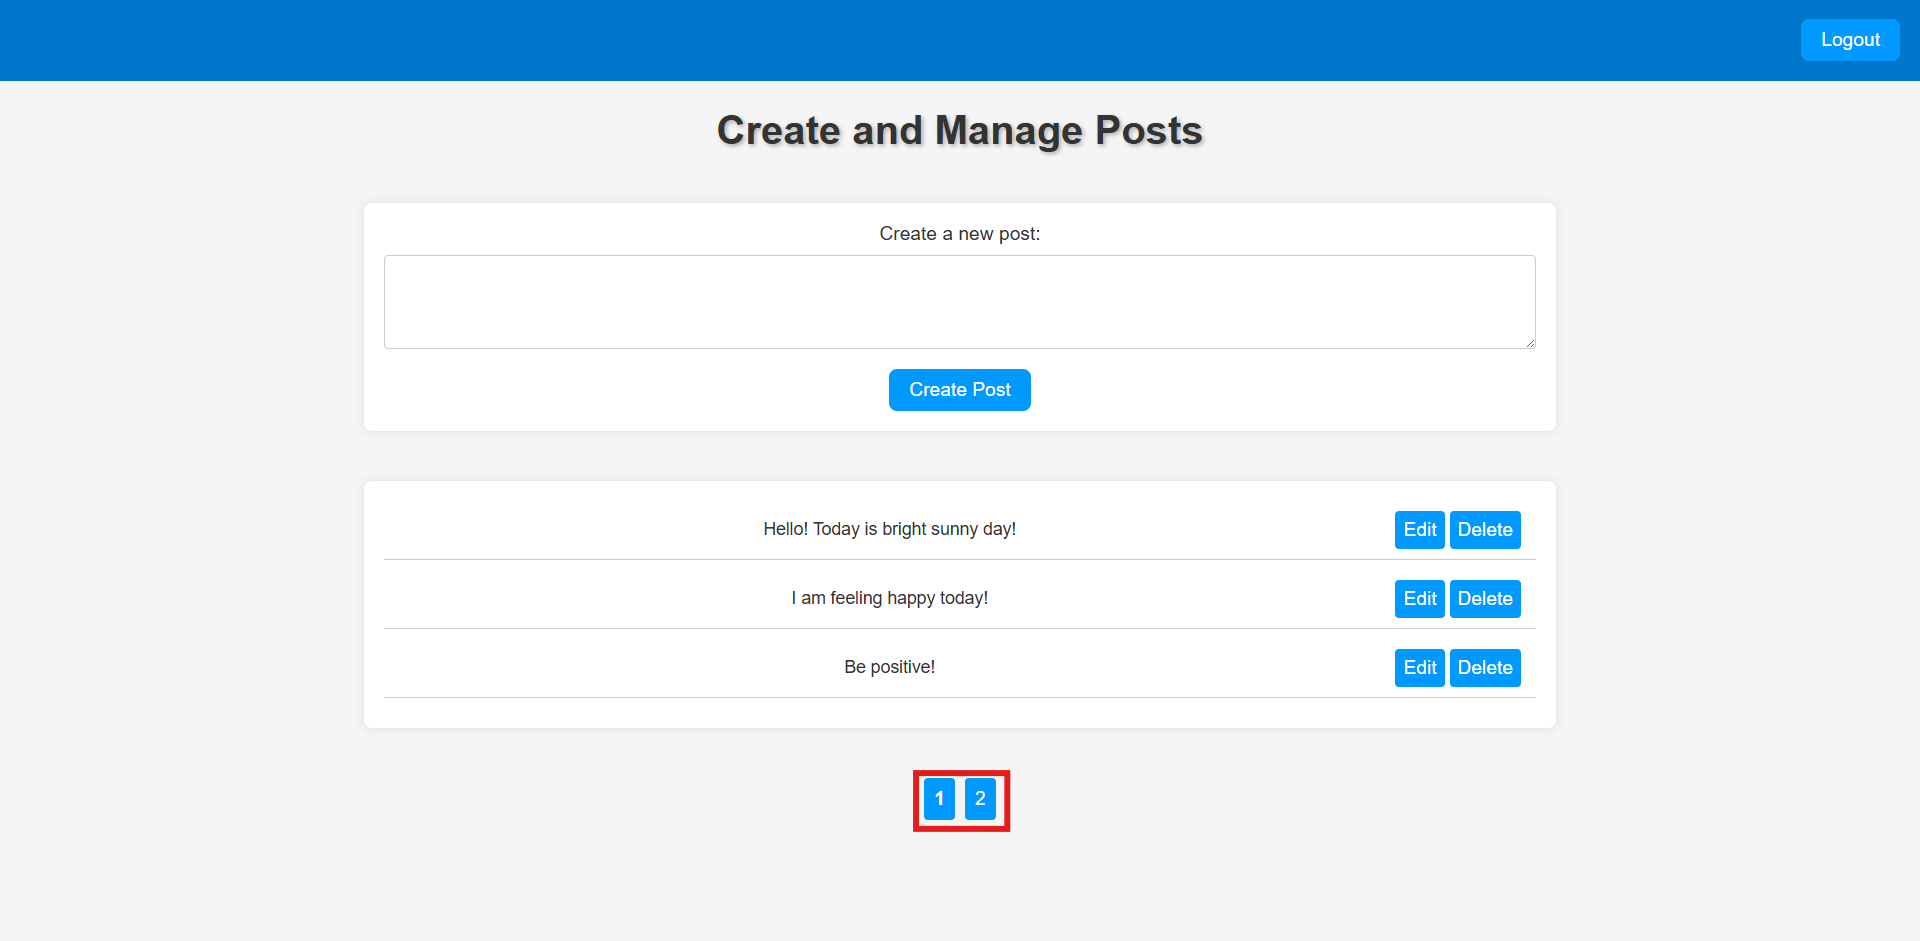 Logout
Create and Manage Posts
Create a new post:
Create Post
Hello! Today is bright sunny day! Edit Delete
I am feeling happy today! Edit Delete
Be positive! Edit Delete
1 2